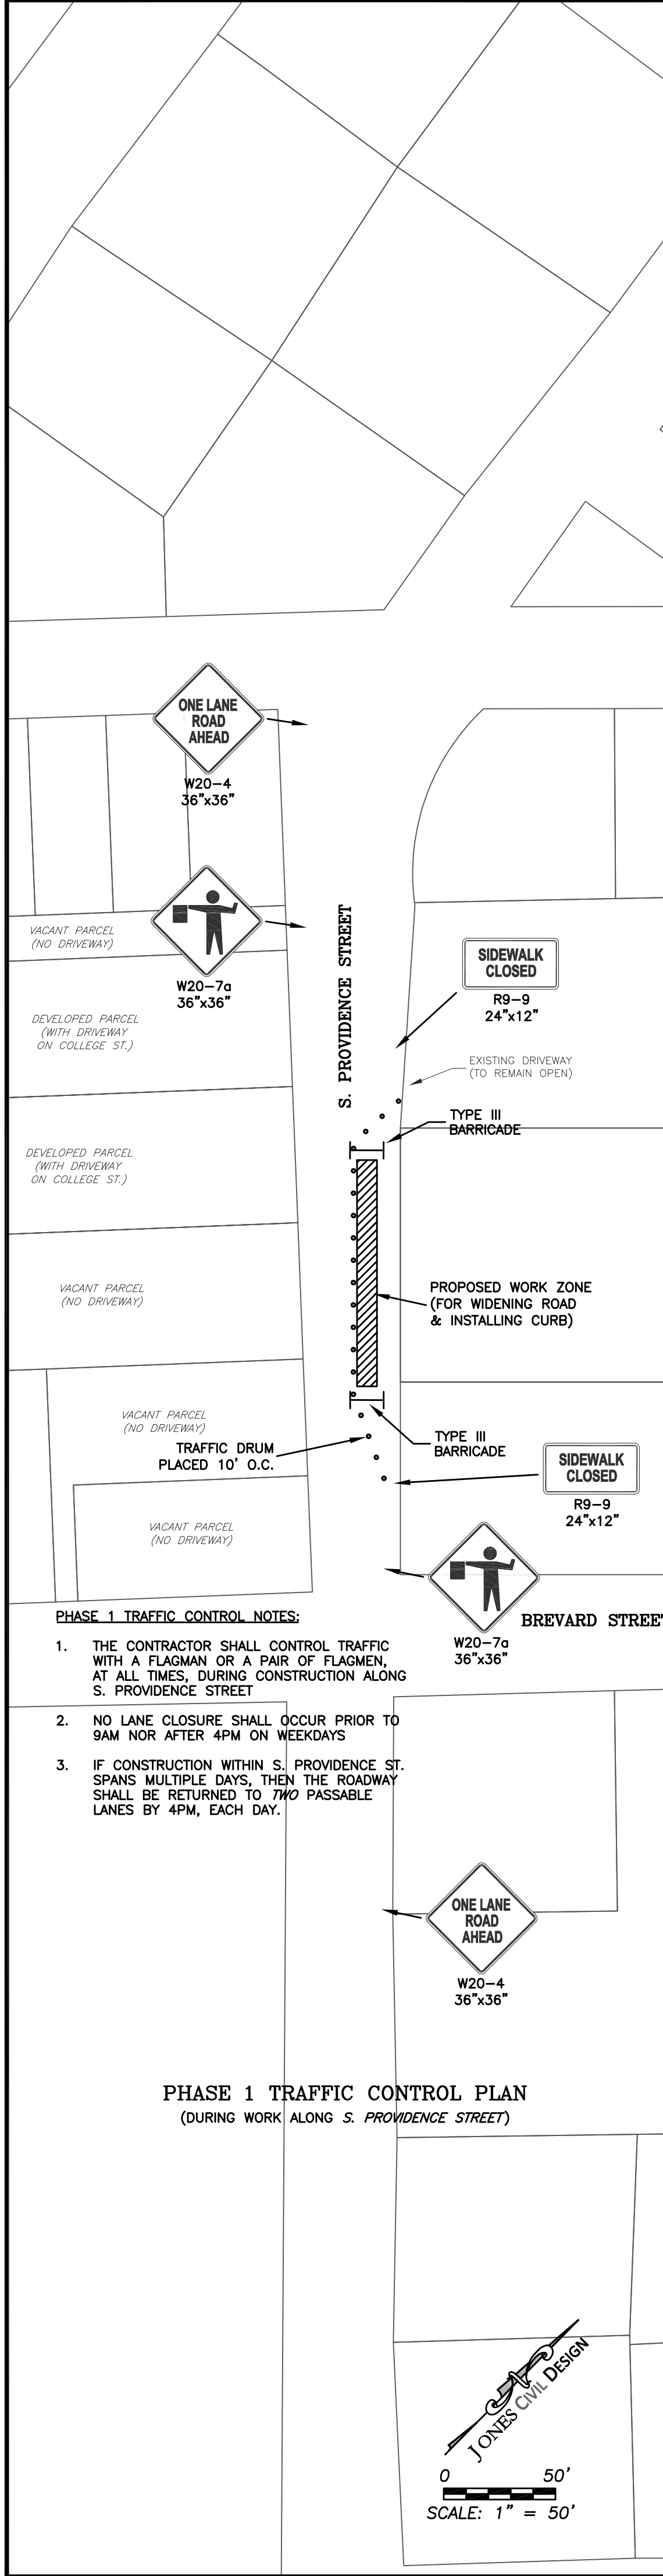 ONE LANE
ROAD
AHEAD
W20-4
36"x36"
W20-7a
36"x36"
VACANT PARCEL
(NO DRIVEWAY)
S. PROVIDENCE STREET
SIDEWALK
CLOSED
R9-9
24"x12"
DEVELOPED PARCEL
(WITH DRIVEWAY
ON COLLEGE ST.)
EXISTING DRIVEWAY
(TO REMAIN OPEN)
TYPE III
BARRICADE
DEVELOPED PARCEL
(WITH DRIVEWAY
ON COLLEGE ST.)
VACANT PARCEL
(NO DRIVEWAY)
PROPOSED WORK ZONE
(FOR WIDENING ROAD
& INSTALLING CURB)
VACANT PARCEL
(NO DRIVEWAY)
TRAFFIC DRUM
PLACED 10' O.C.
TYPE III
BARRICADE
SIDEWALK
CLOSED
R9-9
24"x12"
VACANT PARCEL
(NO DRIVEWAY)
W20-7a
36"x36"
BREVARD STREET
PHASE 1 TRAFFIC CONTROL NOTES:
1. THE CONTRACTOR SHALL CONTROL TRAFFIC
WITH A FLAGMAN OR A PAIR OF FLAGMEN,
AT ALL TIMES, DURING CONSTRUCTION ALONG
S. PROVIDENCE STREET
2. NO LANE CLOSURE SHALL OCCUR PRIOR TO
9AM NOR AFTER 4PM ON WEEKDAYS
3. IF CONSTRUCTION WITHIN S. PROVIDENCE ST.
SPANS MULTIPLE DAYS, THEN THE ROADWAY
SHALL BE RETURNED TO TWO PASSABLE
LANES BY 4PM, EACH DAY.
ONE LANE
ROAD
AHEAD
W20-4
36"x36"
PHASE 1 TRAFFIC CONTROL PLAN
(DURING WORK ALONG S. PROVIDENCE STREET)
N
JONES CIVIL DESIGN
0 50'
SCALE: 1" = 50'